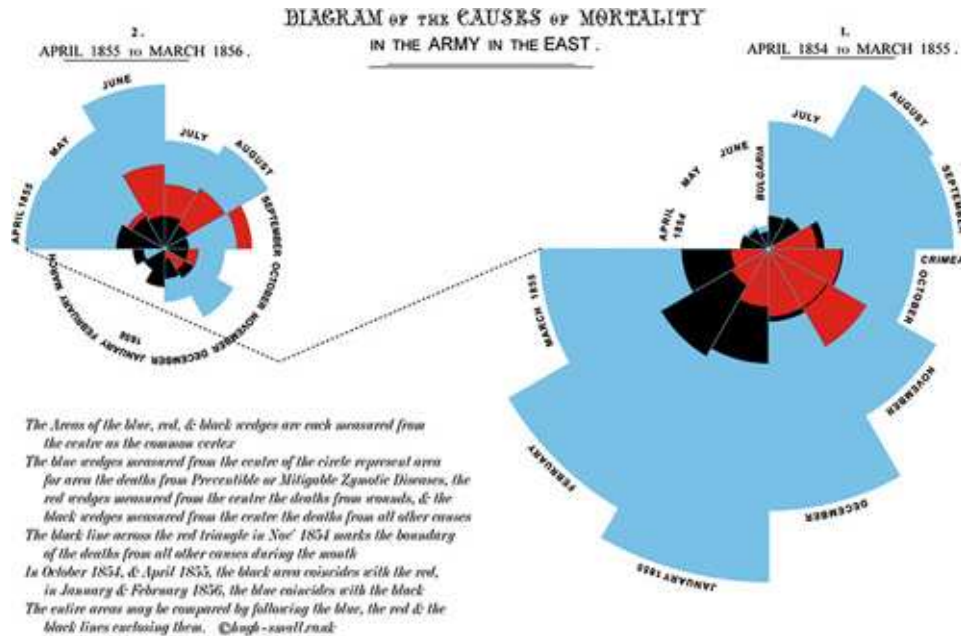 DIAGRAM OF THE CAUSES OF MORTALITY
IN THE ARMY IN THE EAST.
2.
APRIL 1855 TO MARCH 1856.
1.
APRIL 1854 TO MARCH 1855.
JUNE
MAY
APRIL 1855
JULY
AUGUST
SEPTEMBER
OCTOBER
NOVEMBER
DECEMBER
1856
JANUARY
FEBRUARY
MARCH
APRIL
1854
MAY
JUNE
BULGARIA
JULY
AUGUST
SEPTEMBER
CRIMEA
OCTOBER
NOVEMBER
DECEMBER
JANUARY 1855
FEBRUARY
MARCH 1855
The Areas of the blue, red, & black wedges are each measured from
the centre as the common vertex
The blue wedges measured from the centre of the circle represent area
for area the deaths from Preventible or Mitigable Zymotic Diseases, the
red wedges measured from the centre the deaths from wounds, & the
black wedges measured from the centre the deaths from all other causes
The black line across the red triangle in Nov' 1854 marks the boundary
of the deaths from all other causes during the month
In October 1854, & April 1855, the black area coincides with the red,
in January & February 1856, the blue coincides with the black
The entire areas may be compared by following the blue, the red & the
black lines enclosing them. ©hugh-small.co.uk